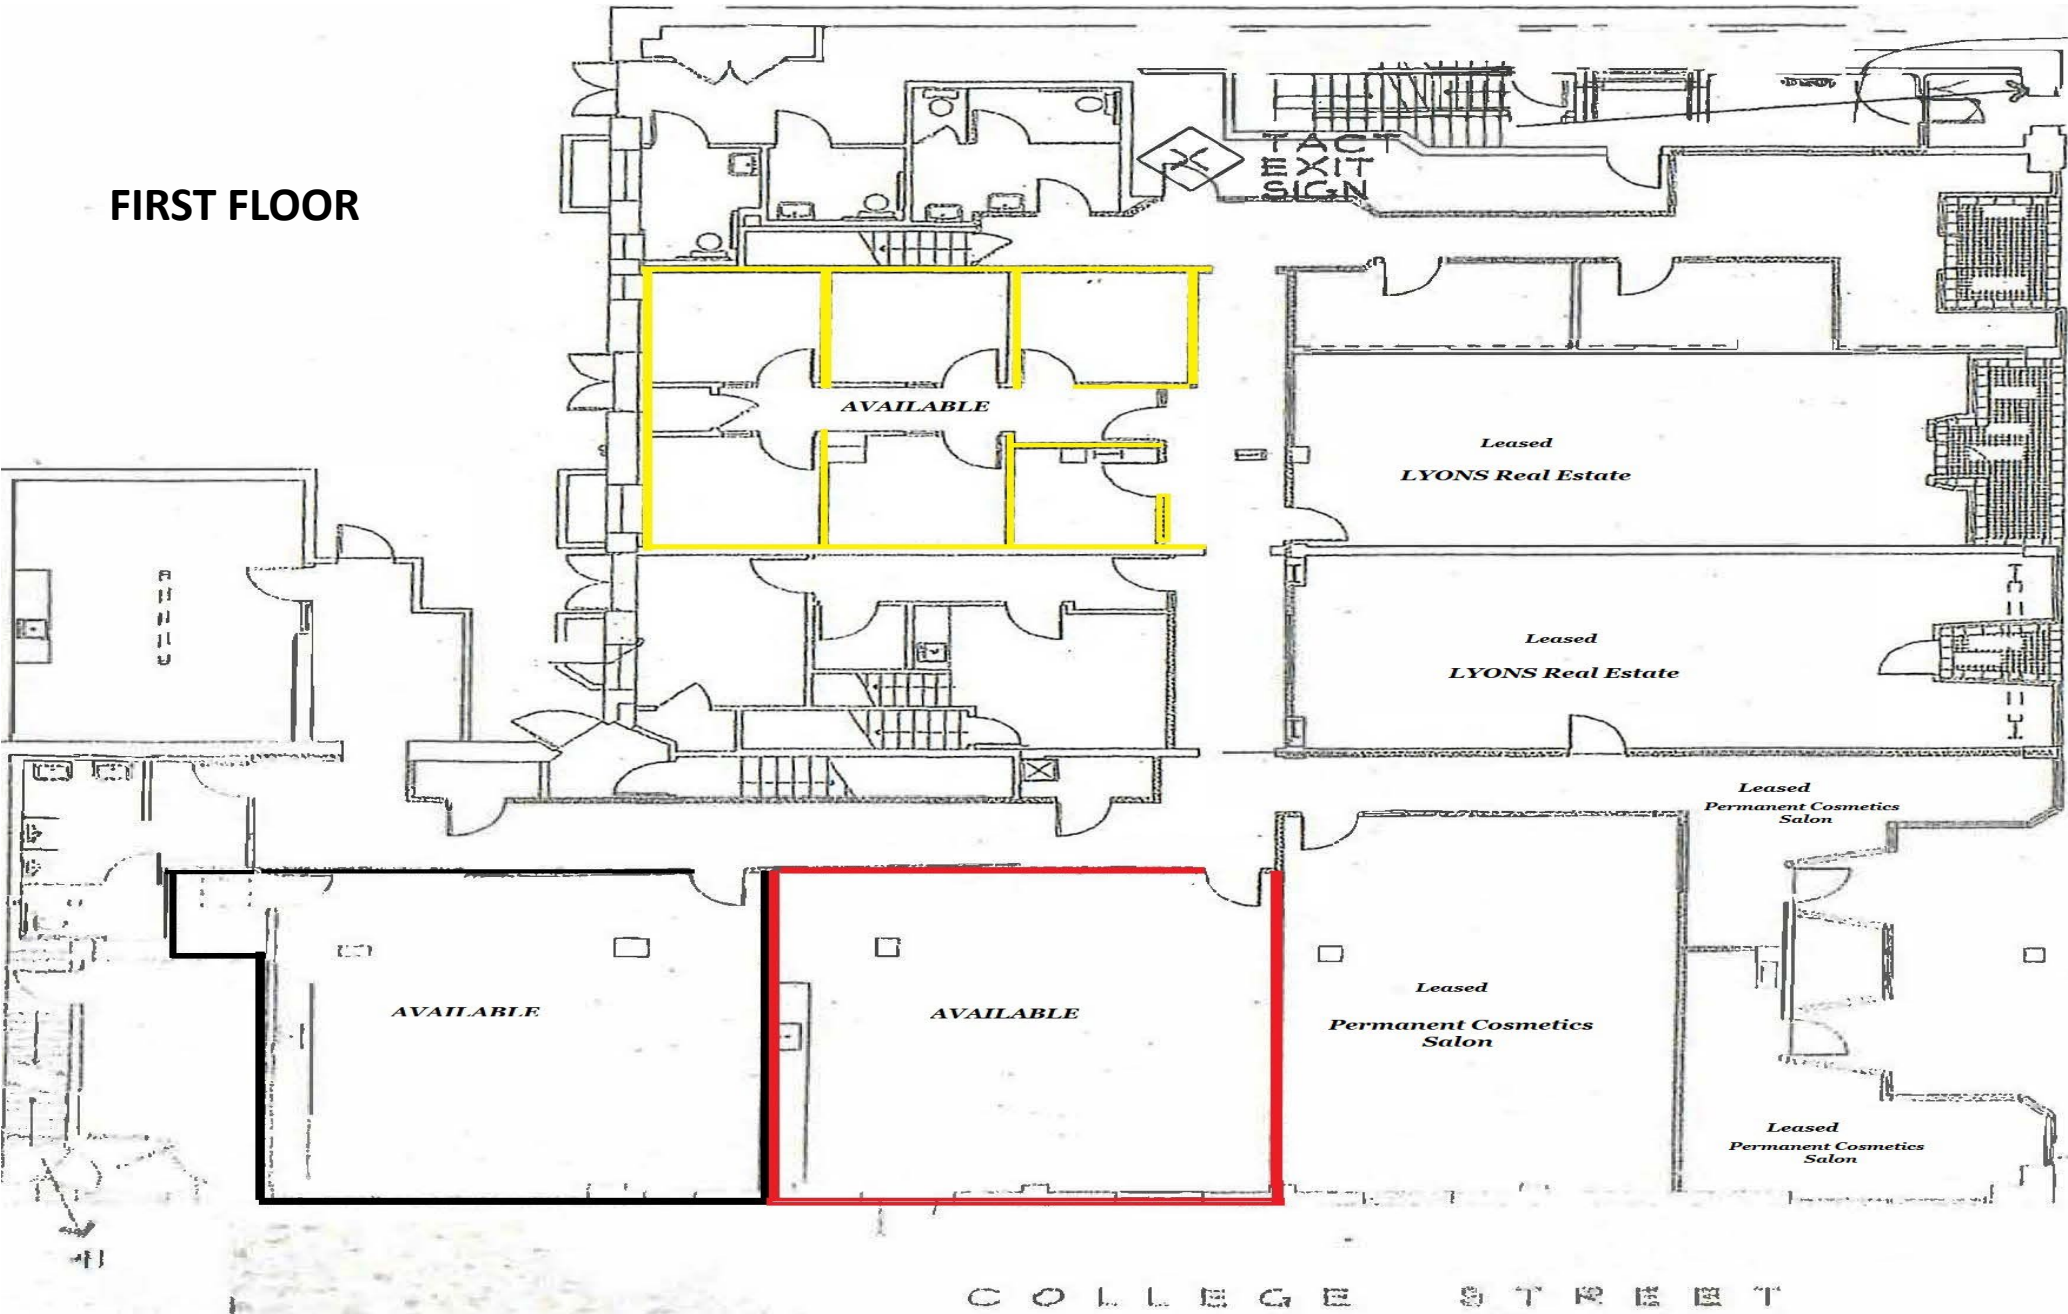 TACT
EXIT
SIGN
FIRST FLOOR
AVAILABLE
Leased
LYONS Real Estate
Leased
LYONS Real Estate
Leased
Permanent Cosmetics
Salon
AVAILABLE
AVAILABLE
Leased
Permanent Cosmetics
Salon
Leased
Permanent Cosmetics
Salon
COLLEGE STREET